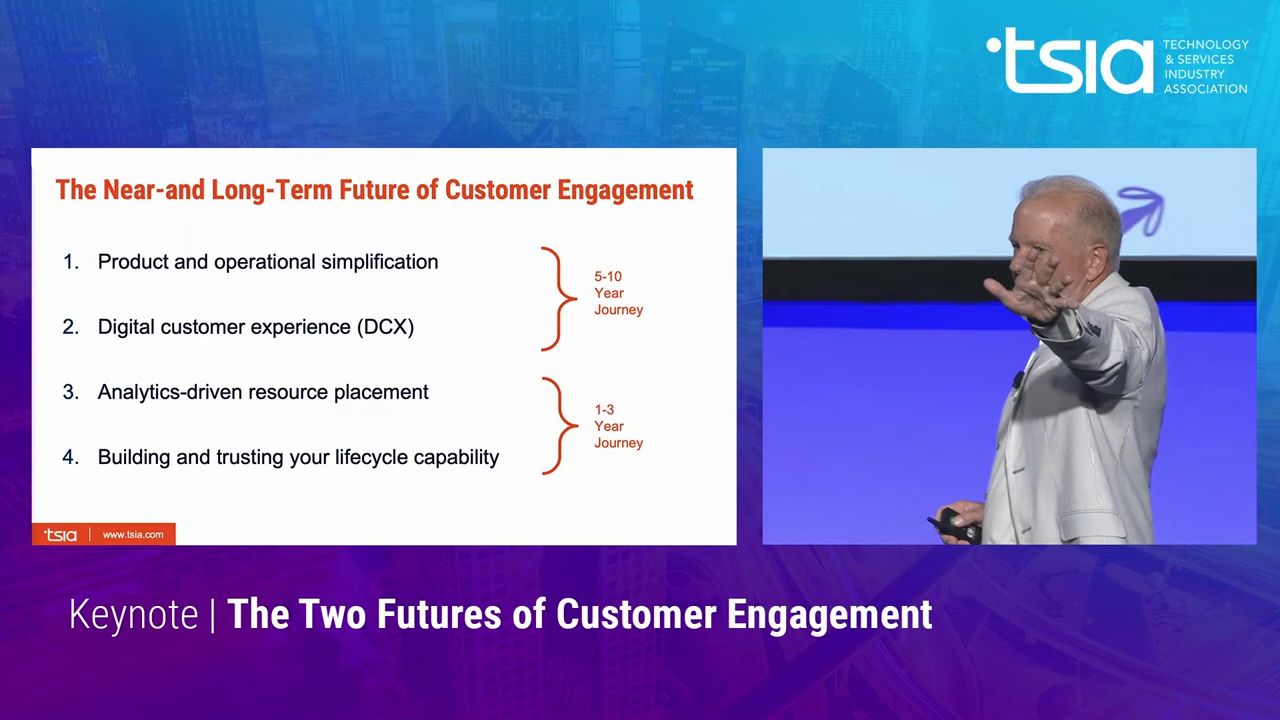 tsia
TECHNOLOGY
& SERVICES
INDUSTRY
ASSOCIATION
The Near-and Long-Term Future of Customer Engagement
1. Product and operational simplification
2. Digital customer experience (DCX)
5-10
Year
Journey
3. Analytics-driven resource placement
4. Building and trusting your lifecycle capability
1-3
Year
Journey
tsia | www.tsia.com
Keynote | The Two Futures of Customer Engagement